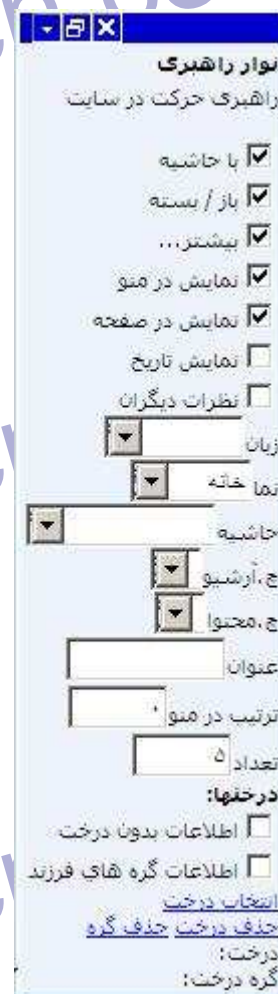 نوار راهبری
راهبری حرکت در سایت
با حاشیه
باز / بسته
بیشتر...
نمایش در منو
نمایش در صفحه
نمایش تاریخ
نظرات دیگران
زبان
نما خانه
حاشیه
ج.آرشیو
ج.محتوا
عنوان
ترتیب در منو ۰
تعداد ۵
درختها:
اطلاعات بدون درخت
اطلاعات گره های فرزند
انتخاب درخت
حذف درخت حذف گره
درخت:
گره درخت: